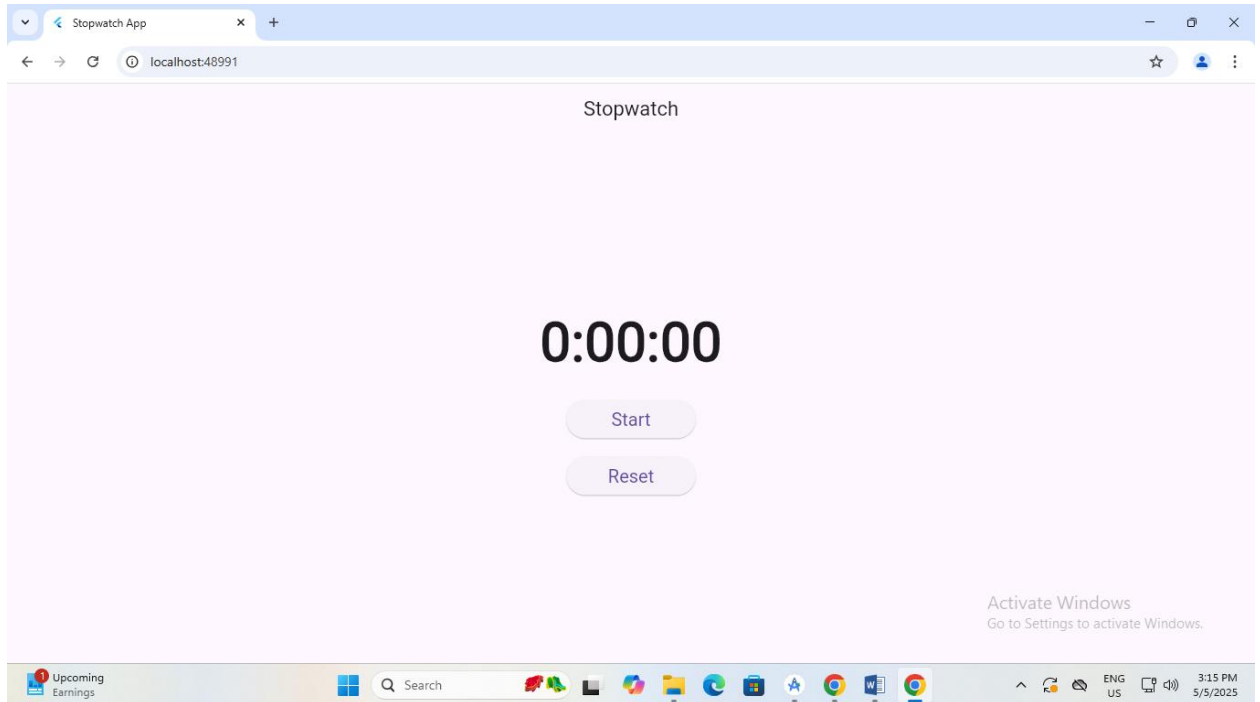 Stopwatch App
localhost:48991
Stopwatch
0:00:00
Start
Reset
Activate Windows
Go to Settings to activate Windows.
1
Upcoming
Earnings
Search
ENG
US
3:15 PM
5/5/2025